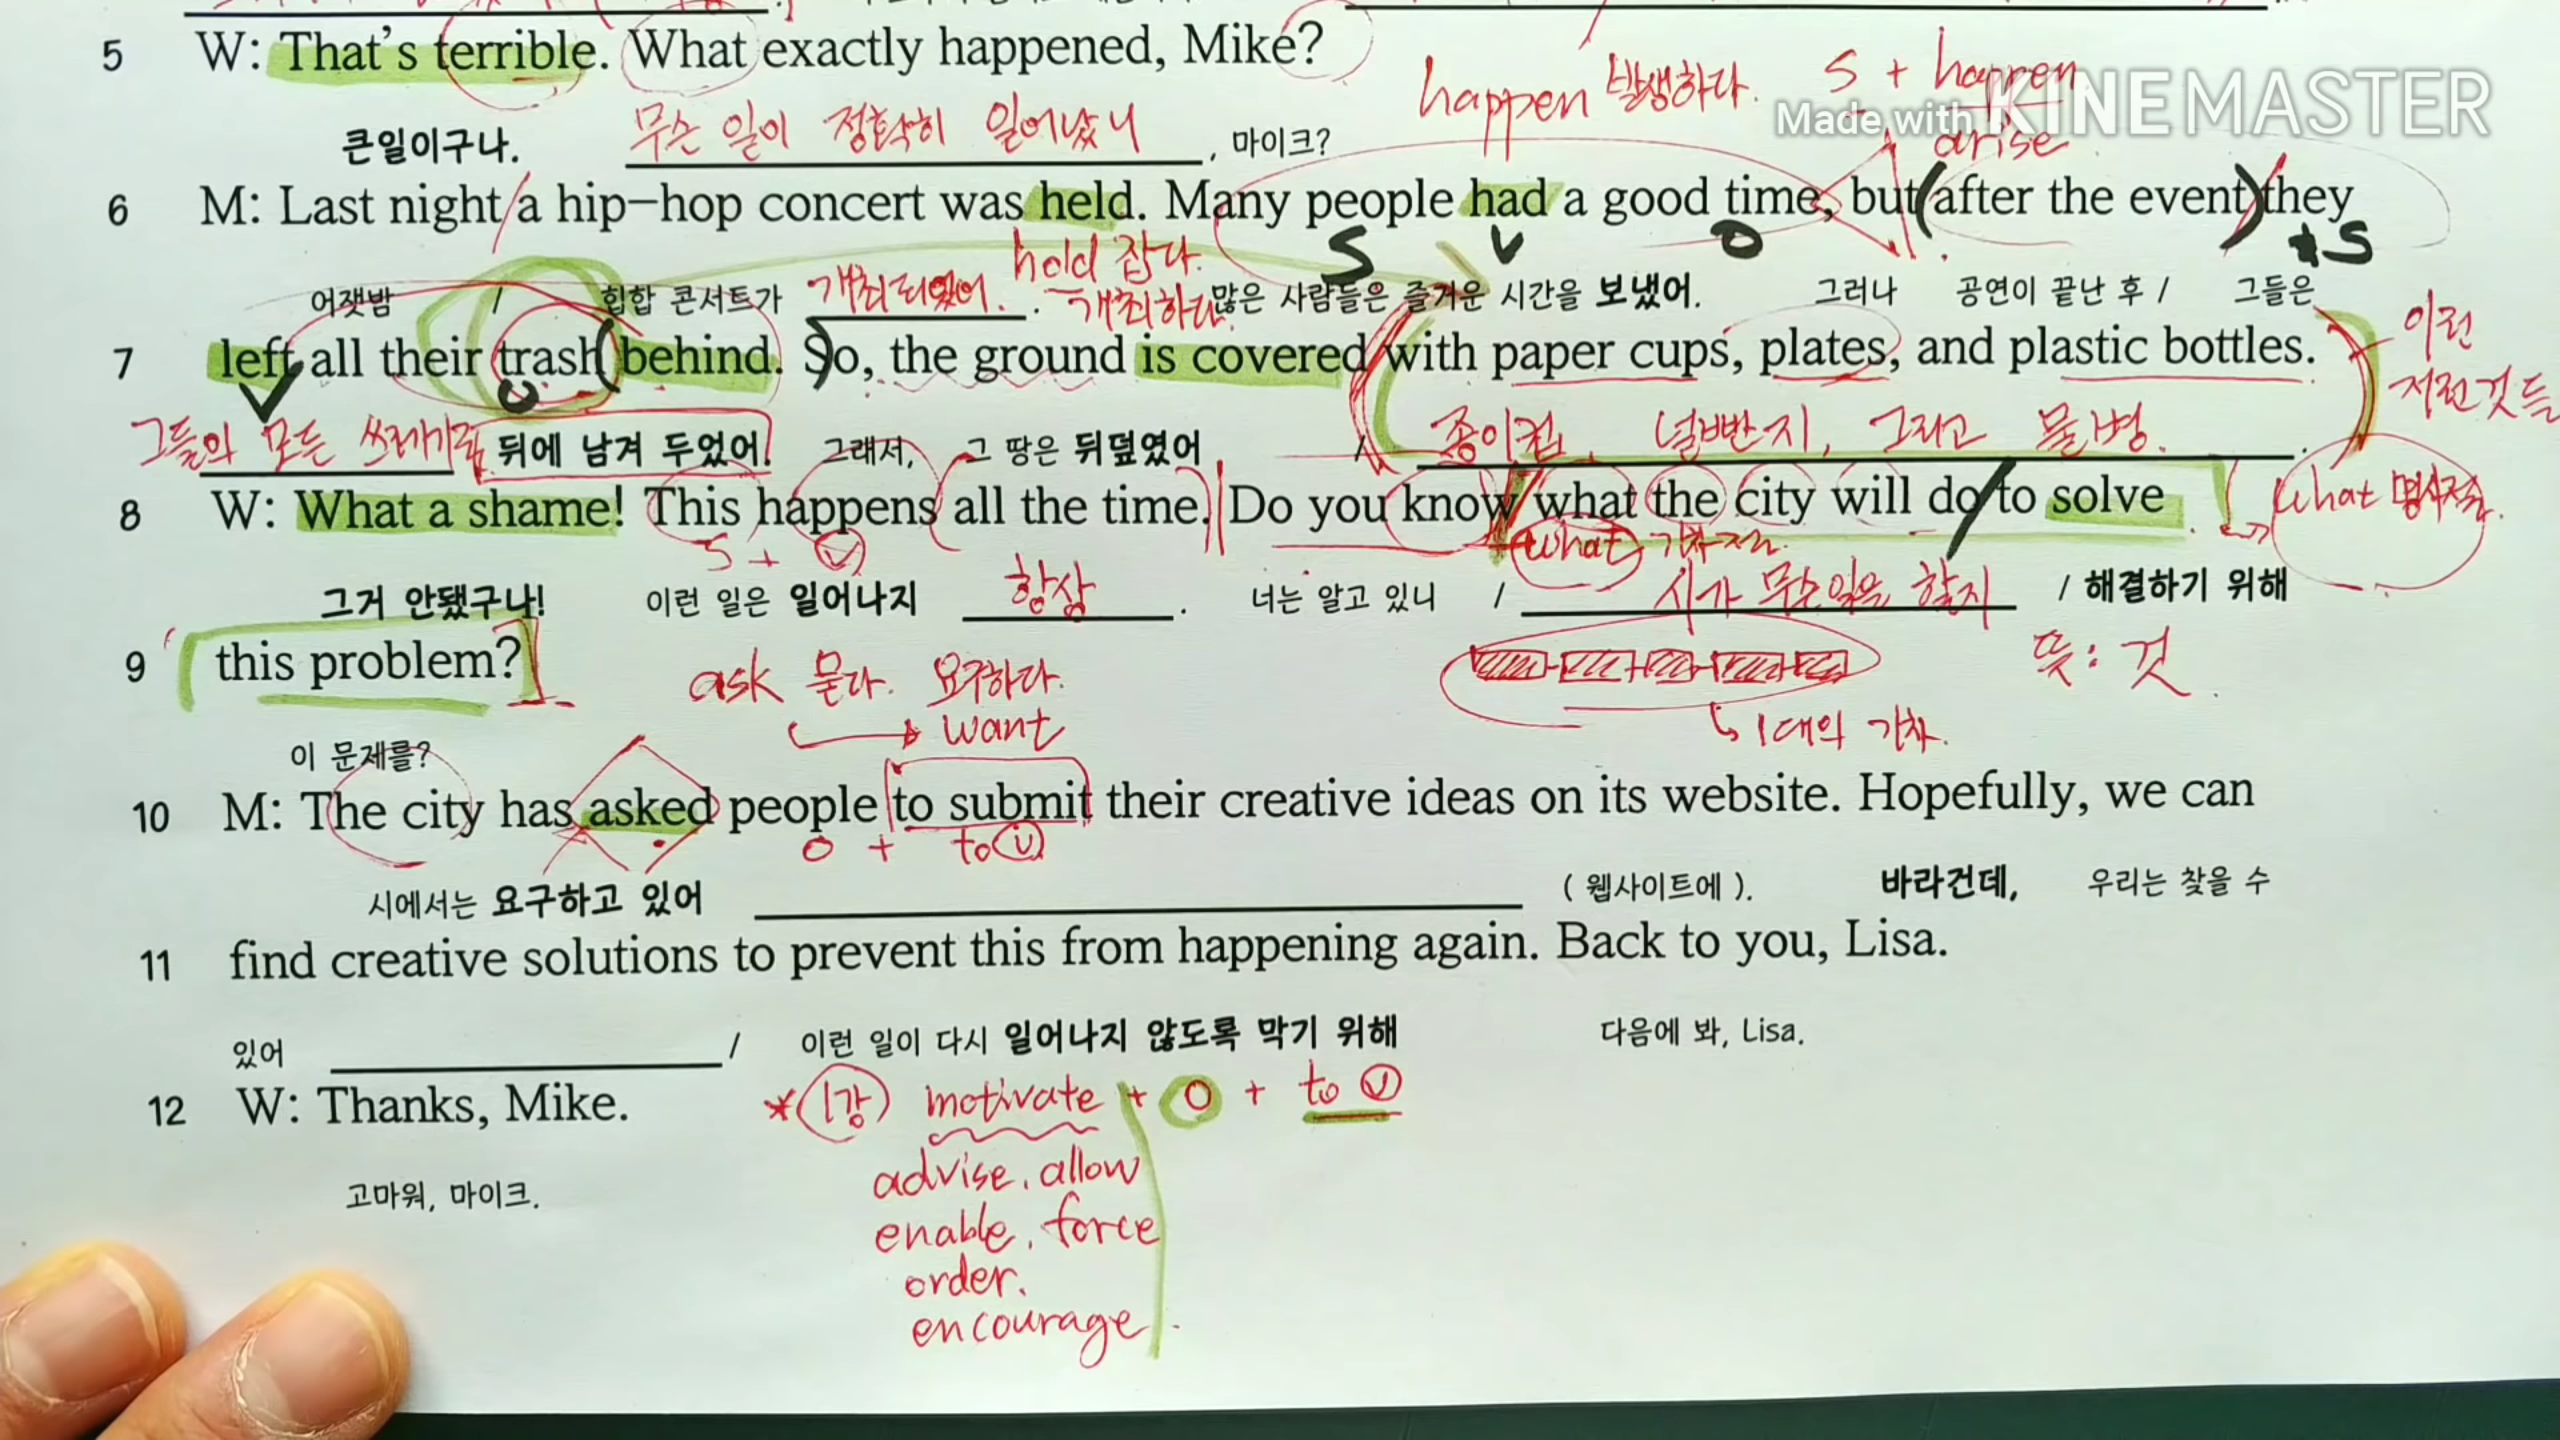 5 W: That's terrible. What exactly happened, Mike?
happen 발생하다. S + happen
arise
Made with KINEMASTER
큰일이구나. 무슨 일이 정확히 일어났니, 마이크?
6 M: Last night / a hip-hop concert was held. Many people had a good time, but (after the event) they
S V O S
hold 잡다.
개최하다.
어젯밤 / 힙합 콘서트가 개최되었어. 많은 사람들은 즐거운 시간을 보냈어. 그러나 공연이 끝난 후 / 그들은
7 left all their trash (behind.) So, the ground is covered with paper cups, plates, and plastic bottles.
V O
이런
저런것들
그들의 모든 쓰레기를 뒤에 남겨 두었어! 그래서, 그 땅은 뒤덮였어 / 종이컵, 널빤지, 그리고 물병.
8 W: What a shame! This happens all the time. Do you know / what the city will do / to solve
S + V
what 기차
what 명사절
그거 안됐구나! 이런 일은 일어나지 항상. 너는 알고 있니 / 시가 무슨일을 할지 / 해결하기 위해
9 this problem?
뜻: 것.
ask 묻다. 요구하다.
want
1대의 기차.
이 문제를?
10 M: The city has asked people to submit their creative ideas on its website. Hopefully, we can
O + to V
시에서는 요구하고 있어 ( 웹사이트에 ). 바라건데, 우리는 찾을 수
11 find creative solutions to prevent this from happening again. Back to you, Lisa.
있어 / 이런 일이 다시 일어나지 않도록 막기 위해 다음에 봐, Lisa.
12 W: Thanks, Mike.
* 1강 motivate + O + to V
advise, allow
고마워, 마이크.
enable, force
order.
encourage.